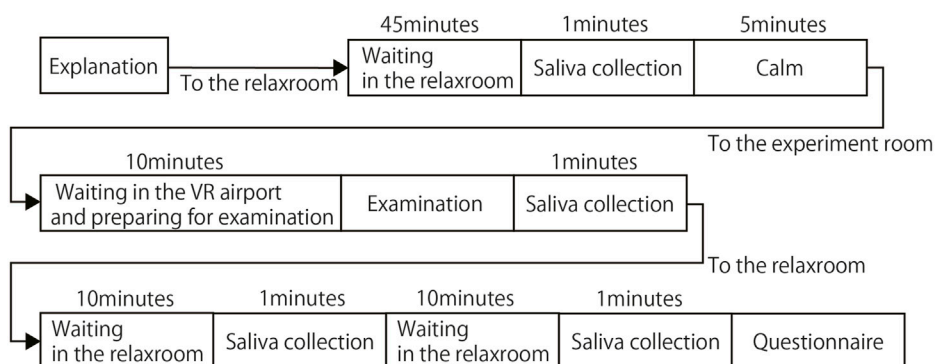 45minutes 1minutes 5minutes
Explanation
To the relaxroom
Waiting
in the relaxroom
Saliva collection
Calm
To the experiment room
10minutes 1minutes
Waiting in the VR airport
and preparing for examination
Examination
Saliva collection
To the relaxroom
10minutes 1minutes 10minutes 1minutes
Waiting
in the relaxroom
Saliva collection
Waiting
in the relaxroom
Saliva collection
Questionnaire